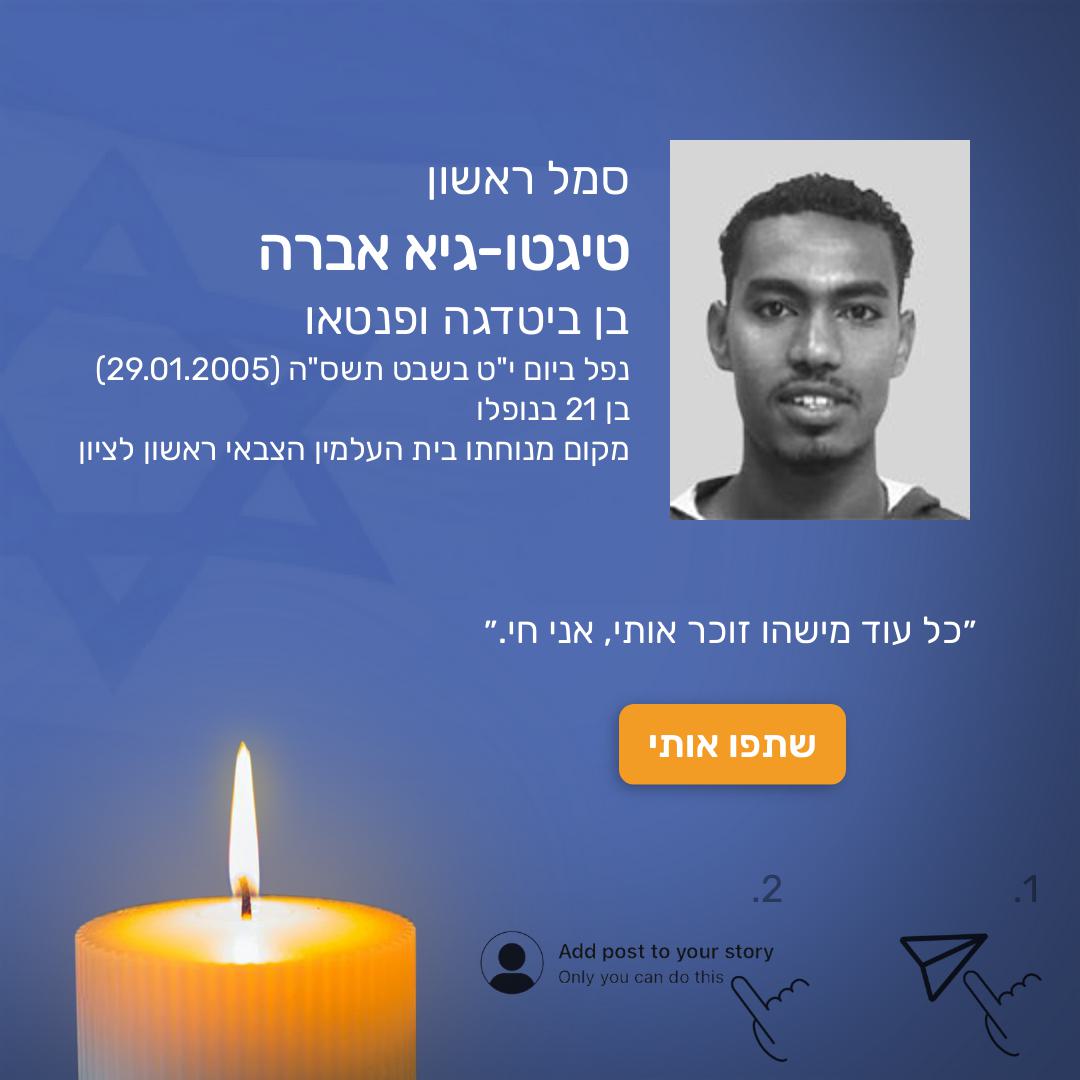 סמל ראשון
טיגטו-גיא אברה
בן ביטדגה ופנטאו
נפל ביום י"ט בשבט תשס"ה (29.01.2005)
בן 21 בנופלו
מקום מנוחתו בית העלמין הצבאי ראשון לציון
״כל עוד מישהו זוכר אותי, אני חי.״
שתפו אותי
1.
2.
Add post to your story
Only you can do this